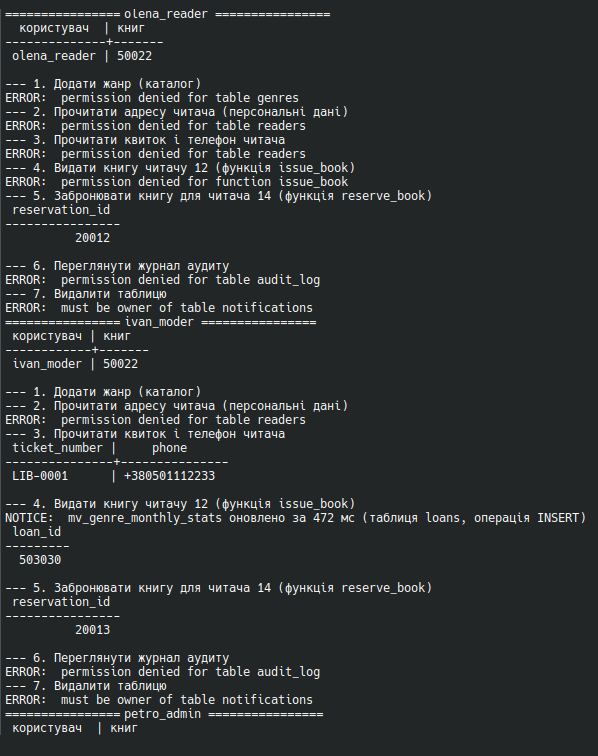 ================ olena_reader ================
 користувач | книг
--------------+-------
 olena_reader | 50022
--- 1. Додати жанр (каталог)
ERROR:  permission denied for table genres
--- 2. Прочитати адресу читача (персональні дані)
ERROR:  permission denied for table readers
--- 3. Прочитати квиток і телефон читача
ERROR:  permission denied for table readers
--- 4. Видати книгу читачу 12 (функція issue_book)
ERROR:  permission denied for function issue_book
--- 5. Забронювати книгу для читача 14 (функція reserve_book)
 reservation_id
----------------
          20012
--- 6. Переглянути журнал аудиту
ERROR:  permission denied for table audit_log
--- 7. Видалити таблицю
ERROR:  must be owner of table notifications
================ ivan_moder ================
 користувач | книг
------------+-------
 ivan_moder | 50022
--- 1. Додати жанр (каталог)
--- 2. Прочитати адресу читача (персональні дані)
ERROR:  permission denied for table readers
--- 3. Прочитати квиток і телефон читача
 ticket_number |     phone
---------------+---------------
 LIB-0001      | +380501112233
--- 4. Видати книгу читачу 12 (функція issue_book)
NOTICE:  mv_genre_monthly_stats оновлено за 472 мс (таблиця loans, операція INSERT)
 loan_id
---------
  503030
--- 5. Забронювати книгу для читача 14 (функція reserve_book)
 reservation_id
----------------
          20013
--- 6. Переглянути журнал аудиту
ERROR:  permission denied for table audit_log
--- 7. Видалити таблицю
ERROR:  must be owner of table notifications
================ petro_admin ================
 користувач  | книг